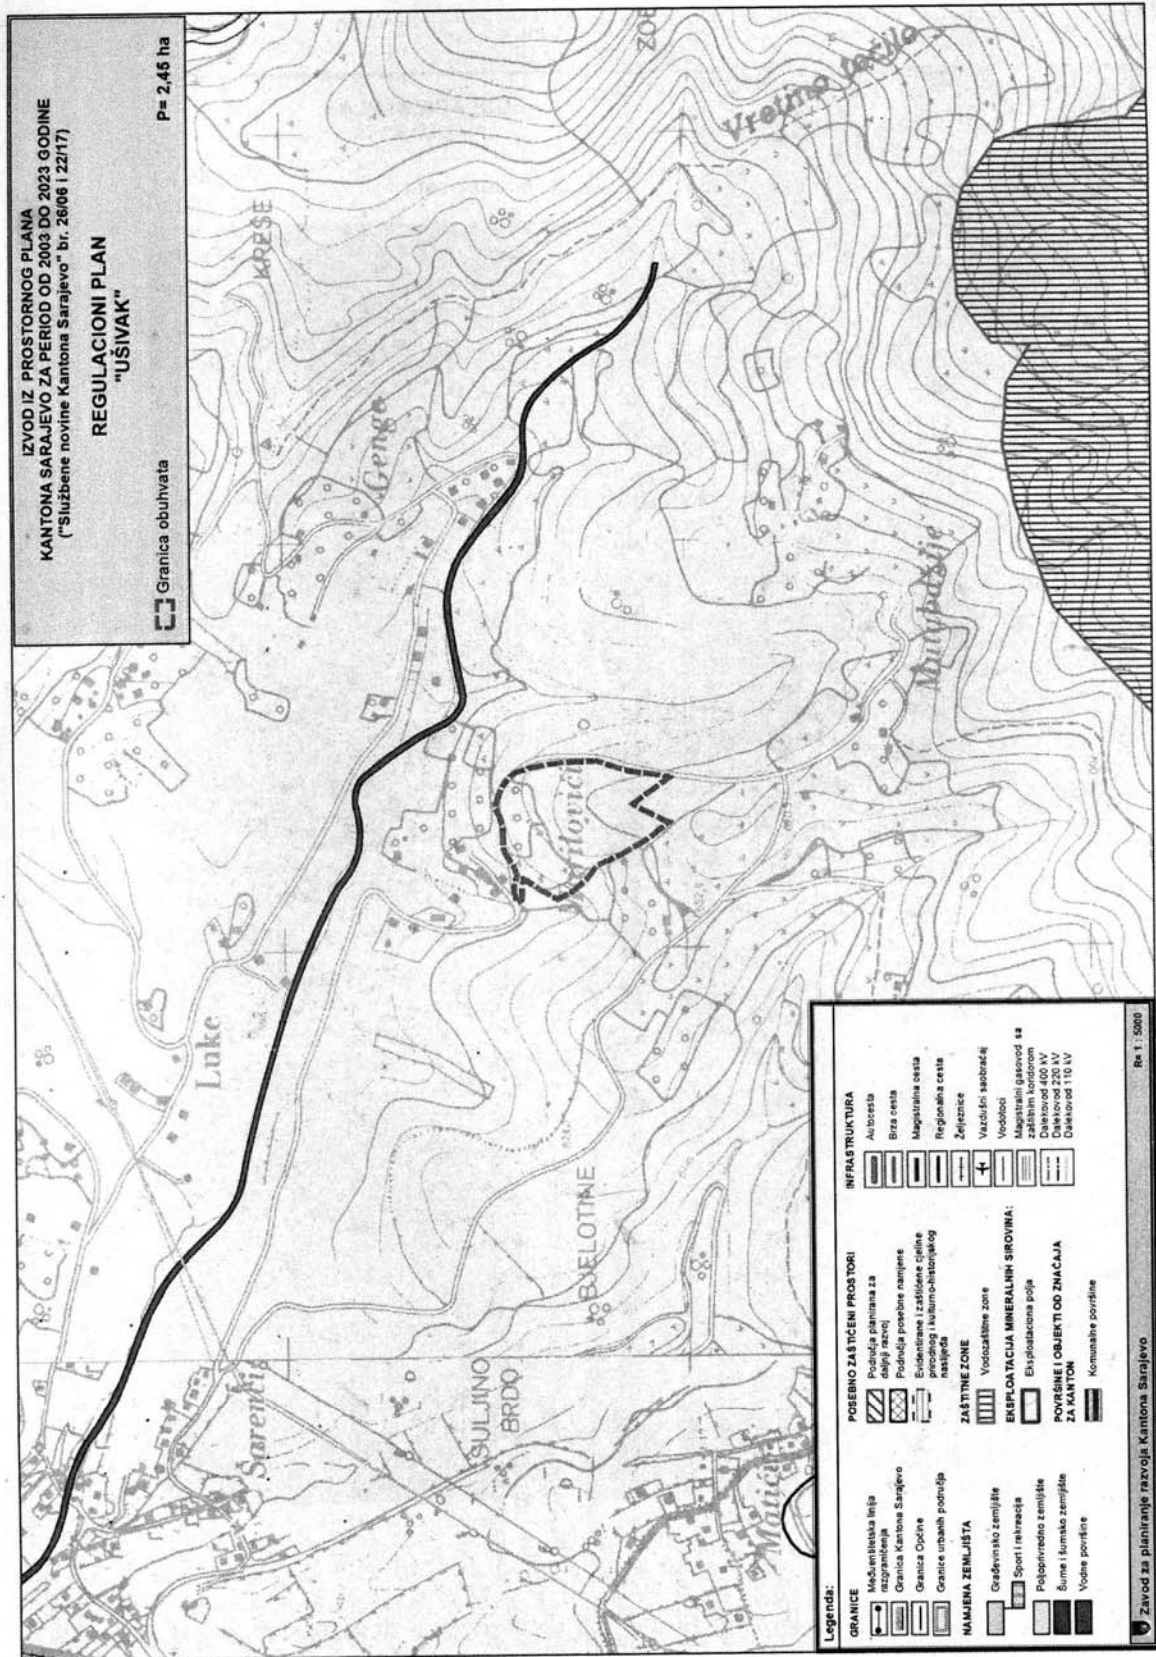 IZVOD IZ PROSTORNOG PLANA
KANTONA SARAJEVO ZA PERIOD OD 2003 DO 2023 GODINE
("Službene novine Kantona Sarajevo" br. 26/06 i 22/17)
REGULACIONI PLAN
"UŠIVAK"
Granica obuhvata
P= 2,45 ha
KREŠE
Vretina
Genge
Luke
BJELOTINE
ŠULJINO
BRDO
Legenda:
GRANICE
Međuentitetska linija
razgraničenja
Granica Kantona Sarajevo
Granica Općine
Granice urbanih područja
NAMJENA ZEMLJIŠTA
Građevinsko zemljište
Sport i rekreacija
Poljoprivredno zemljište
Šume i šumsko zemljište
Vodne površine
POSEBNO ZAŠTIĆENI PROSTORI
Područja planirana za
daljnji razvoj
Područja posebne namjene
Evidentirane i zaštićene cjeline
prirodnog i kulturno-historijskog
naslijeđa
ZAŠTITNE ZONE
Vodozaštitne zone
EKSPLOATACIJA MINERALNIH SIROVINA:
Eksploataciona polja
POVRŠINE I OBJEKTI OD ZNAČAJA
ZA KANTON
Komunalne površine
INFRASTRUKTURA
Autocesta
Brza cesta
Magistralna cesta
Regionalna cesta
Željeznice
Vazdušni saobraćaj
Vodotoci
Magistralni gasovod sa
zaštitnim koridorom
Dalekovod 400 kV
Dalekovod 220 kV
Dalekovod 110 kV
Zavod za planiranje razvoja Kantona Sarajevo
R= 1 : 5000